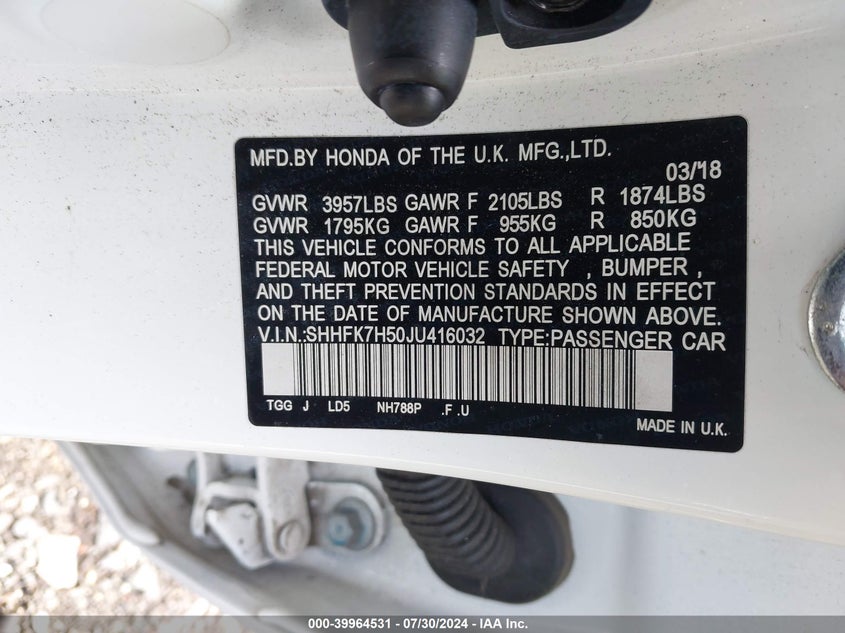 MFD.BY HONDA OF THE U.K. MFG.,LTD.
03/18
GVWR 3957LBS GAWR F 2105LBS R 1874LBS
GVWR 1795KG GAWR F 955KG R 850KG
THIS VEHICLE CONFORMS TO ALL APPLICABLE
FEDERAL MOTOR VEHICLE SAFETY , BUMPER ,
AND THEFT PREVENTION STANDARDS IN EFFECT
ON THE DATE OF MANUFACTURE SHOWN ABOVE.
V.I.N.:SHHFK7H50JU416032 TYPE:PASSENGER CAR
TGG J LD5 NH788P .F .U
MADE IN U.K.
000-39964531 - 07/30/2024 - IAA Inc.